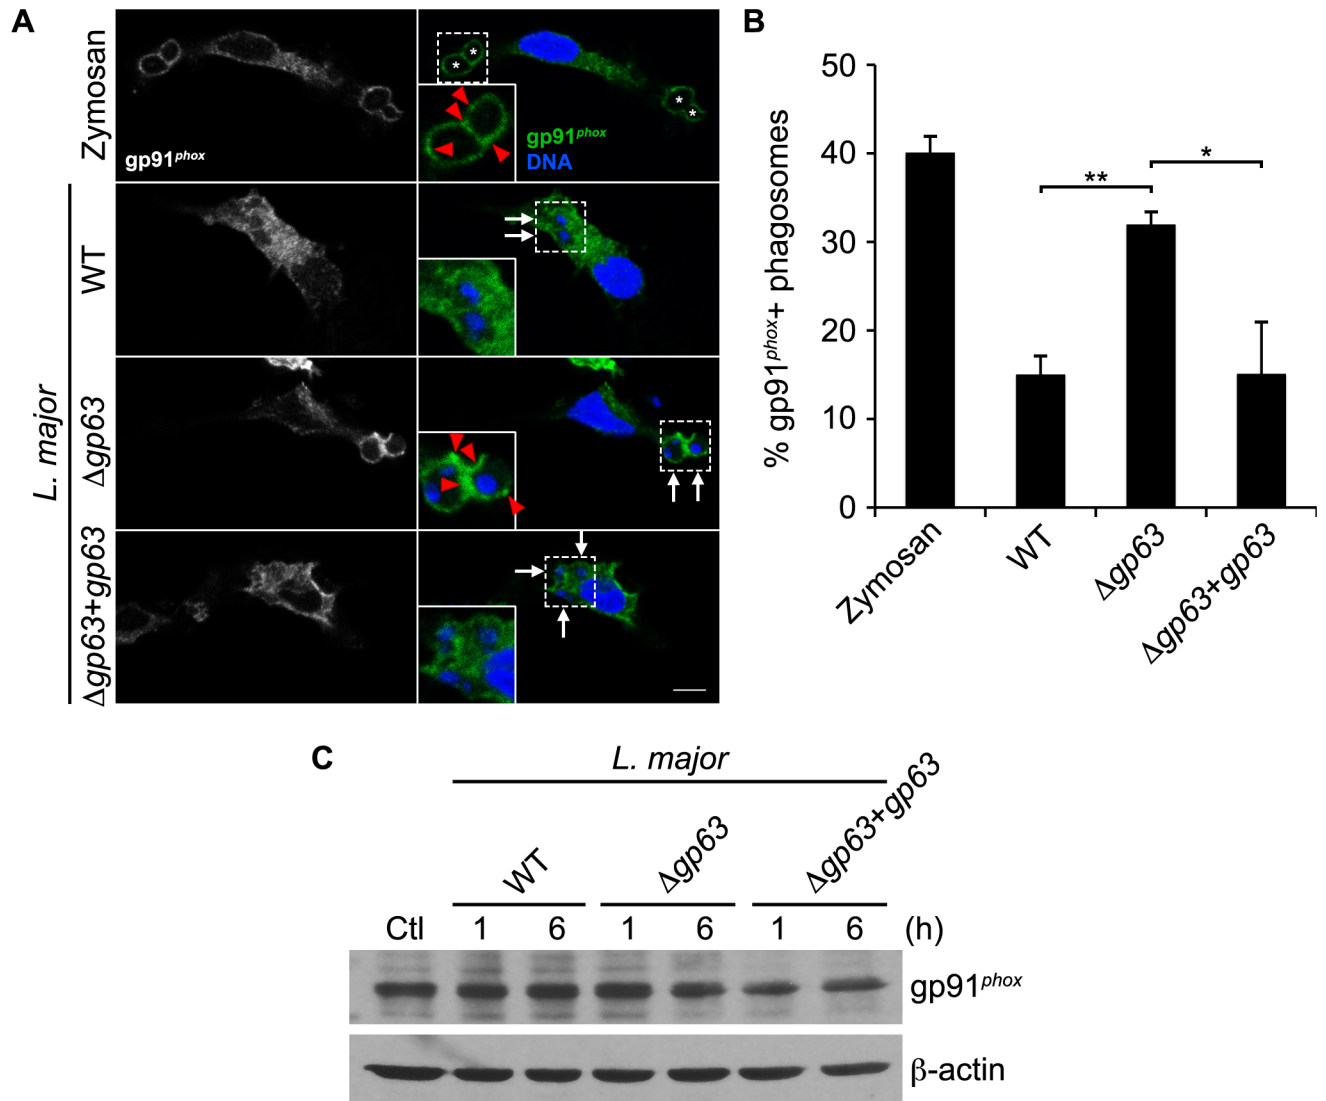 A
Zymosan
gp91phox
gp91phox
DNA
* *
* *
L. major
WT
Δgp63
Δgp63+gp63
B
% gp91phox+ phagosomes
50
40
30
20
10
0
**
*
Zymosan
WT
Δgp63
Δgp63+gp63
C
L. major
WT
Δgp63
Δgp63+gp63
Ctl 1 6 1 6 1 6 (h)
gp91phox
β-actin